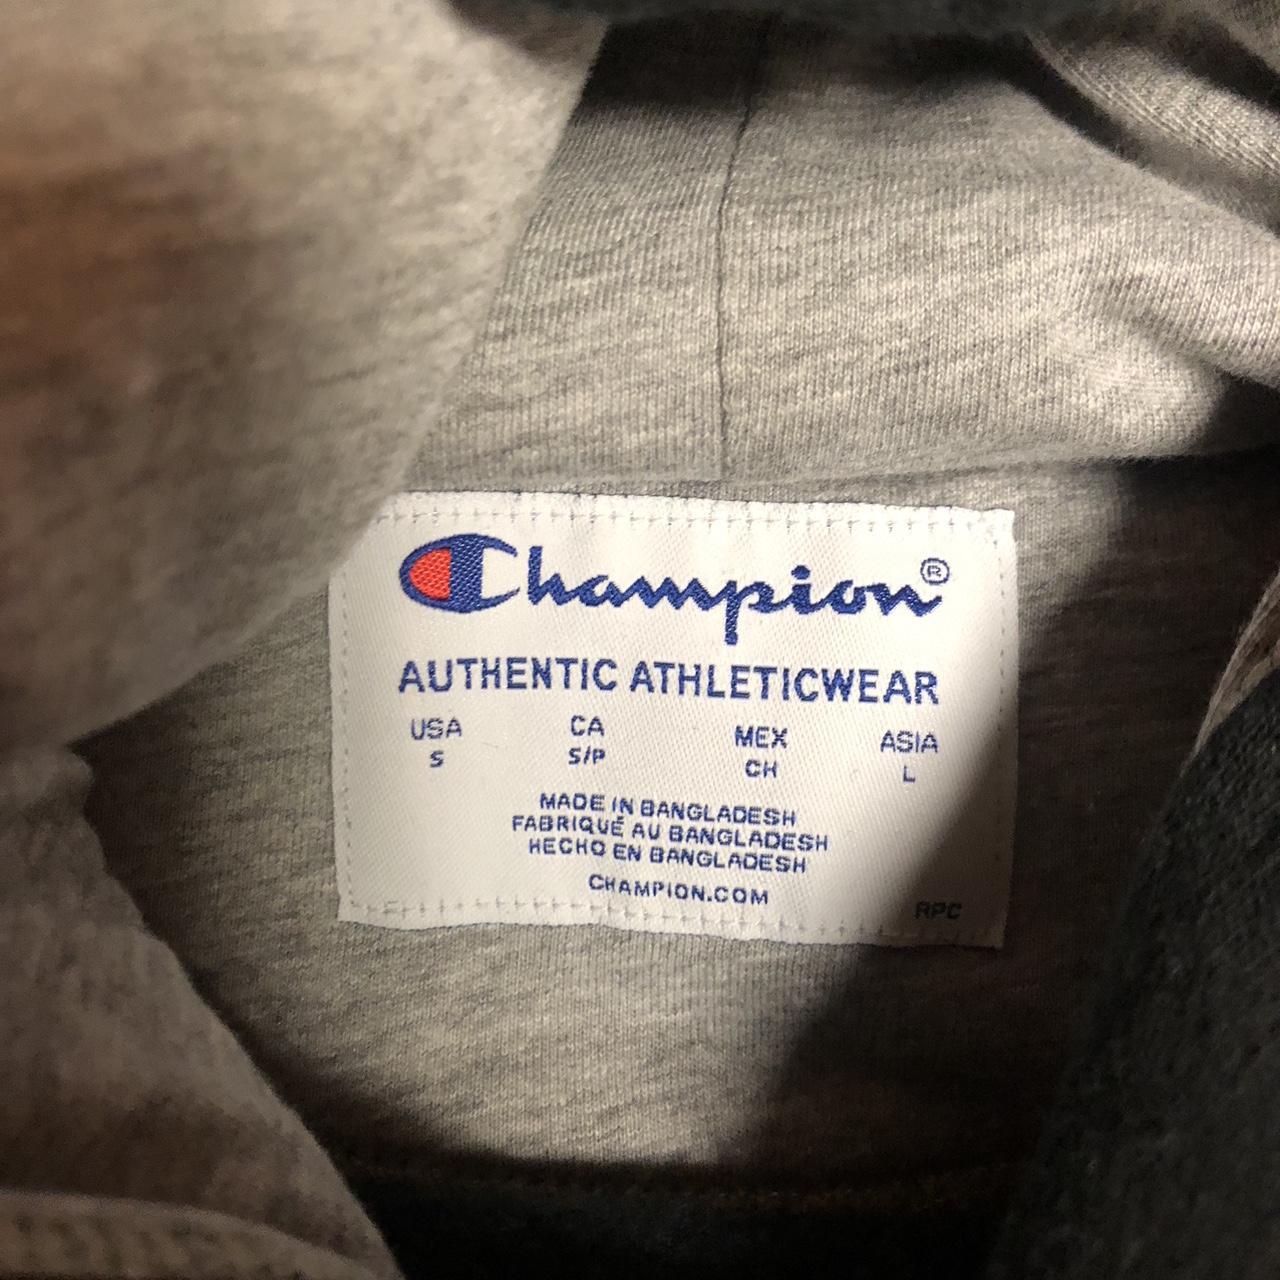 Champion®
AUTHENTIC ATHLETICWEAR
USA CA MEX ASIA
S S/P CH L
MADE IN BANGLADESH
FABRIQUÉ AU BANGLADESH
HECHO EN BANGLADESH
CHAMPION.COM
RPC